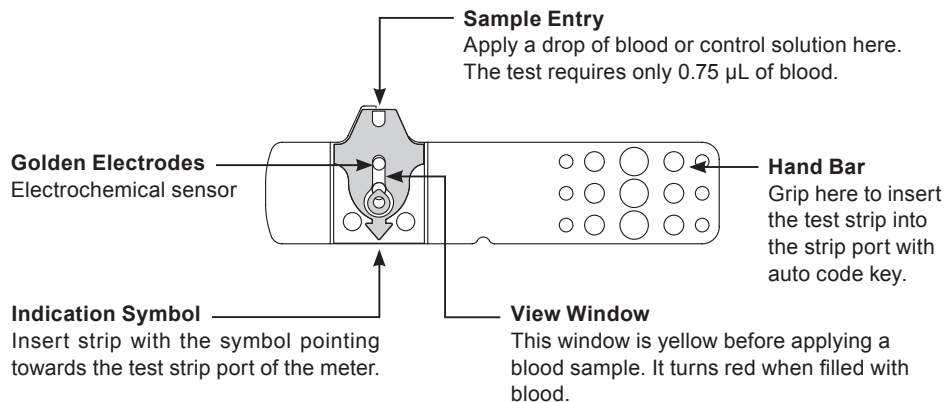 Sample Entry
Apply a drop of blood or control solution here.
The test requires only 0.75 µL of blood.
Golden Electrodes
Electrochemical sensor
Hand Bar
Grip here to insert
the test strip into
the strip port with
auto code key.
Indication Symbol
Insert strip with the symbol pointing
towards the test strip port of the meter.
View Window
This window is yellow before applying a
blood sample. It turns red when filled with
blood.